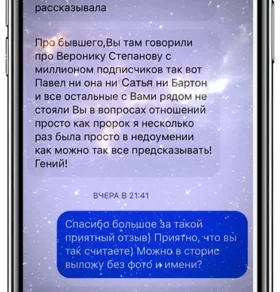 рассказывала
Про бывшего,Вы там говорили
про Веронику Степанову с
миллионом подписчиков так вот
Павел ни она ни Сатья ни Бартон
и все остальные с Вами рядом не
стояли Вы в вопросах отношений
просто как пророк я несколько
раз была просто в недоумении
как можно так все предсказывать!
Гений!
ВЧЕРА В 21:41
Спасибо большое за такой
приятный отзыв) Приятно, что вы
так считаете) Можно в сторис
выложу без фото и имени?